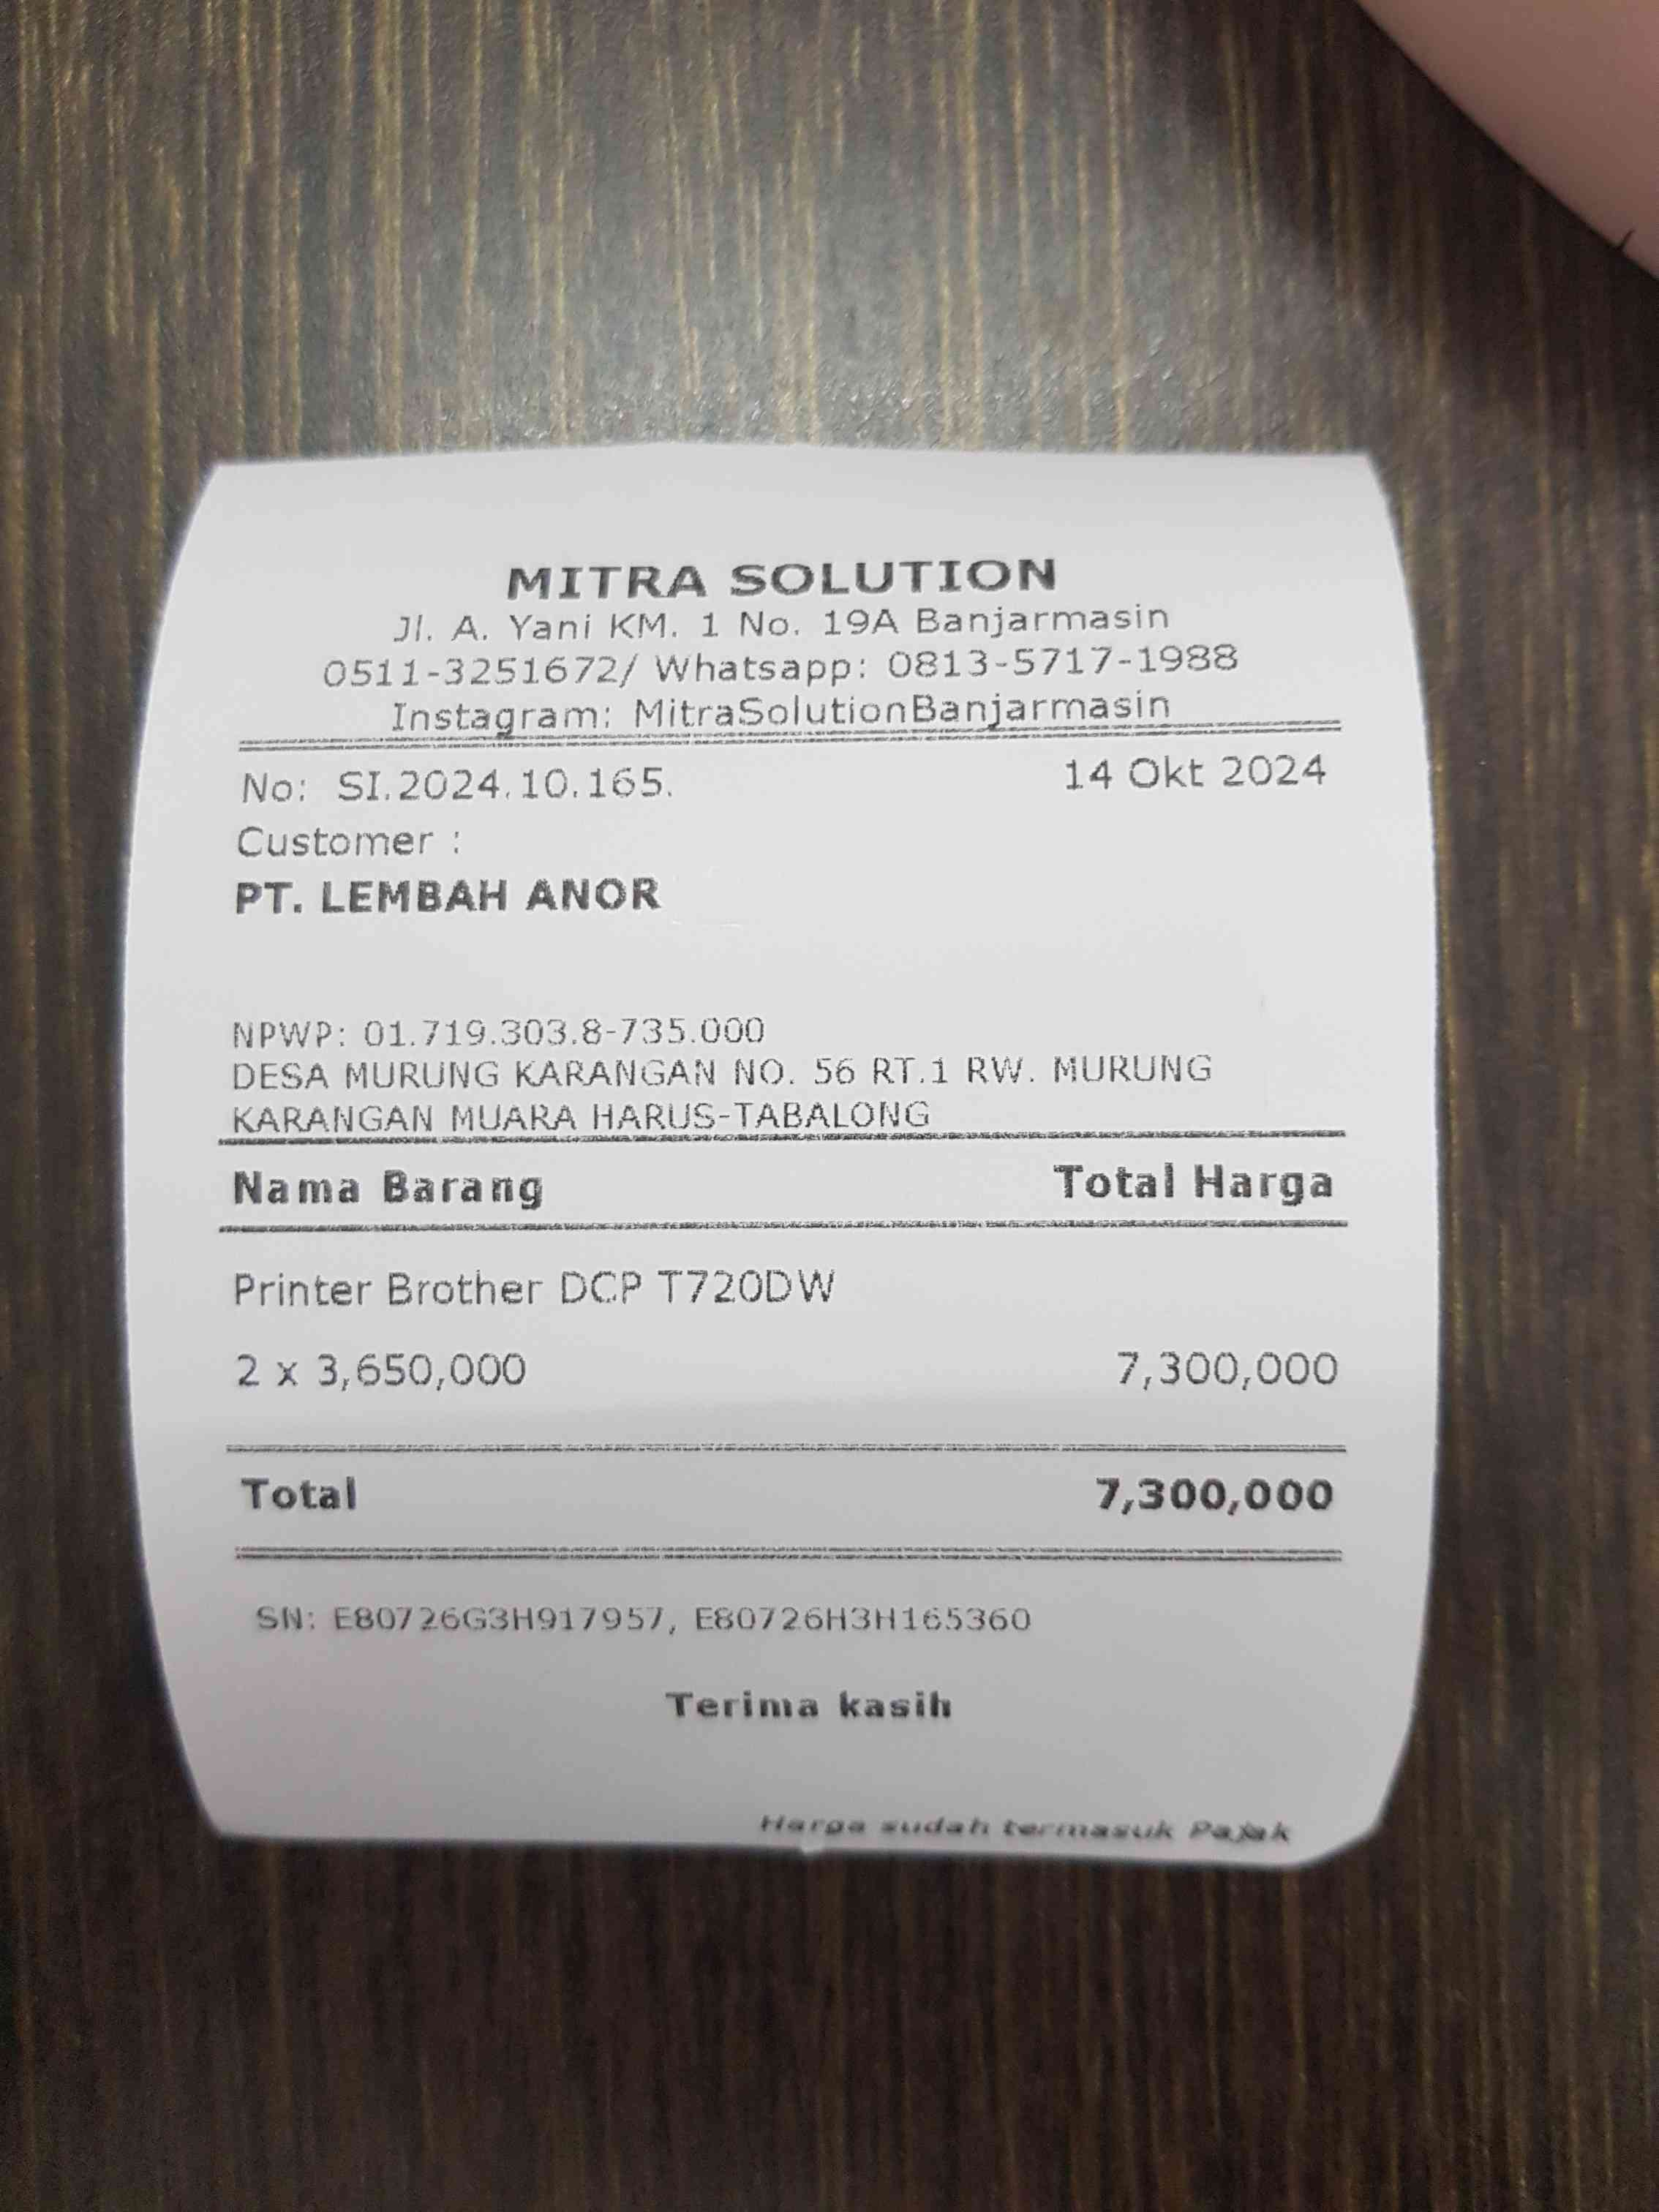 MITRA SOLUTION
Jl. A. Yani KM. 1 No. 19A Banjarmasin
0511-3251672/ Whatsapp: 0813-5717-1988
Instagram: MitraSolutionBanjarmasin
No: SI.2024.10.165. 14 Okt 2024
Customer :
PT. LEMBAH ANOR
NPWP: 01.719.303.8-735.000
DESA MURUNG KARANGAN NO. 56 RT.1 RW. MURUNG
KARANGAN MUARA HARUS-TABALONG
Nama Barang Total Harga
Printer Brother DCP T720DW
2 x 3,650,000 7,300,000
Total 7,300,000
SN: E80726G3H917957, E80726H3H165360
Terima kasih
Harga sudah termasuk Pajak